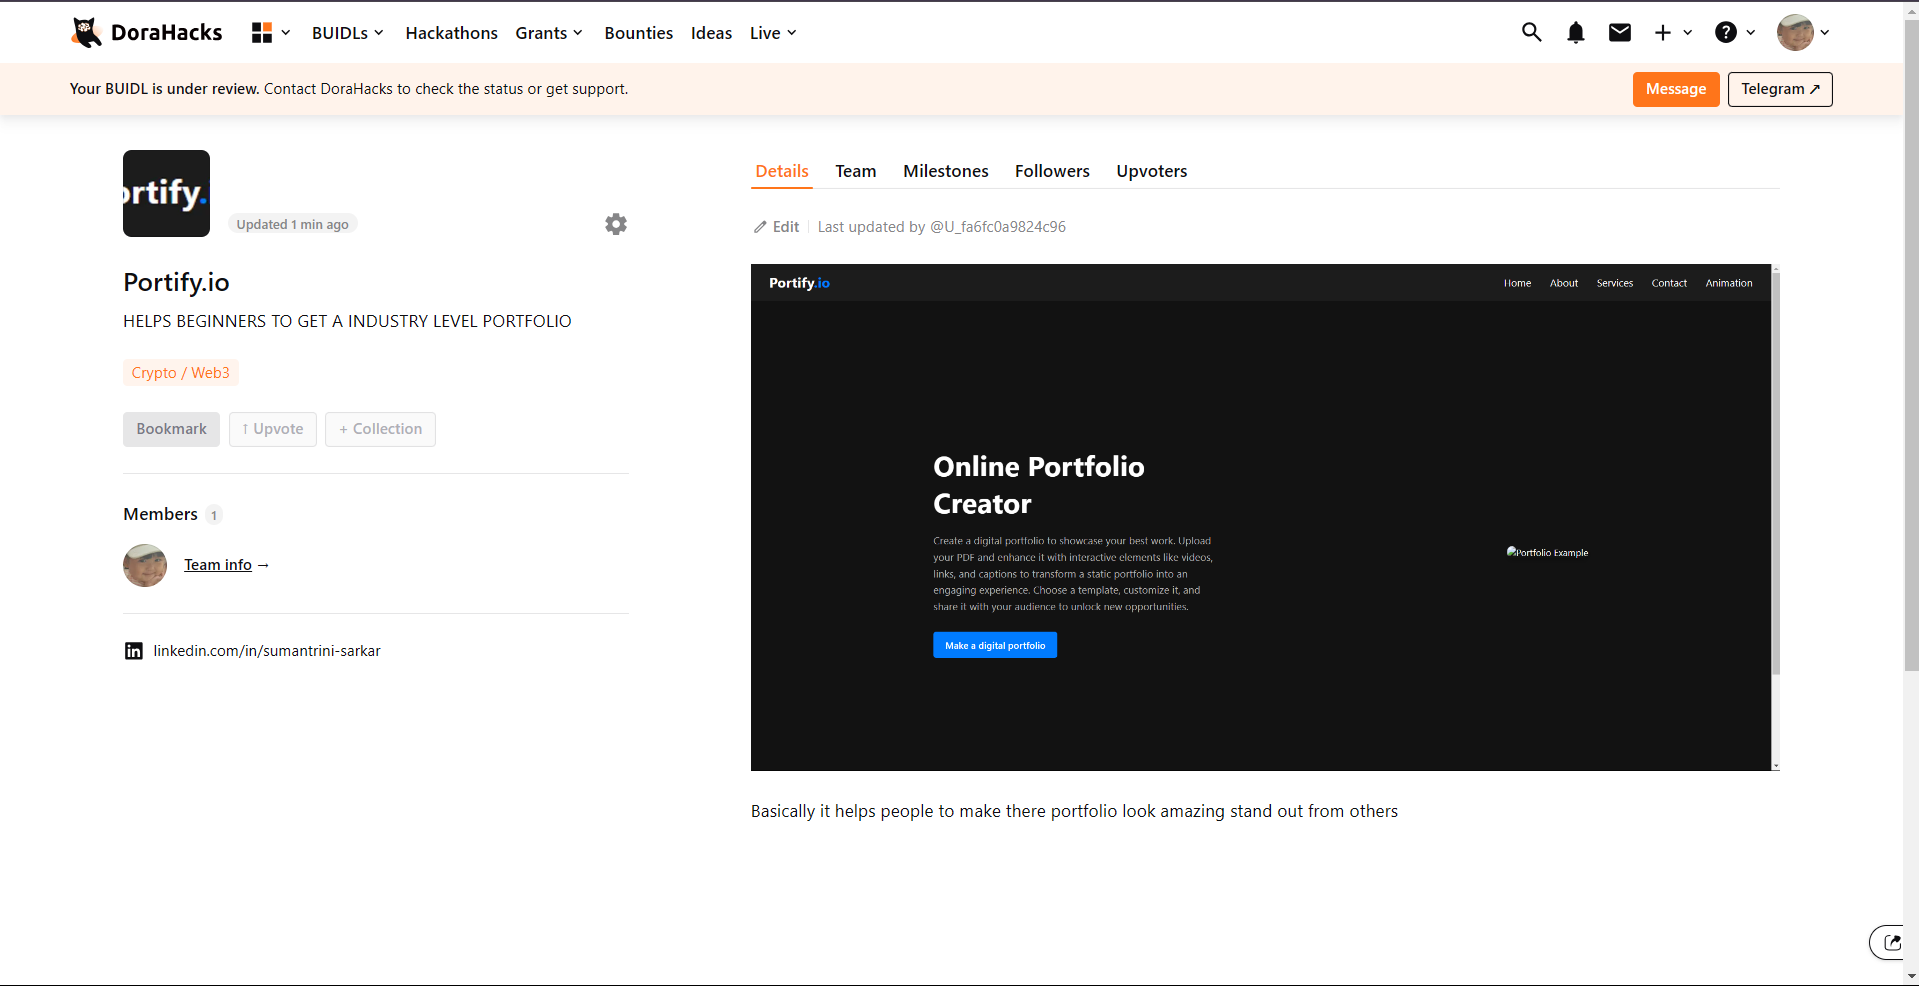 DoraHacks
BUIDLs
Hackathons
Grants
Bounties
Ideas
Live
Your BUIDL is under review. Contact DoraHacks to check the status or get support.
Message
Telegram ↗
ortify.
Updated 1 min ago
Portify.io
HELPS BEGINNERS TO GET A INDUSTRY LEVEL PORTFOLIO
Crypto / Web3
Bookmark
↑ Upvote
+ Collection
Members 1
Team info →
in linkedin.com/in/sumantrini-sarkar
Details
Team
Milestones
Followers
Upvoters
Edit
Last updated by @U_fa6fc0a9824c96
Portify.io
Home
About
Services
Contact
Animation
Online Portfolio
Creator
Create a digital portfolio to showcase your best work. Upload
your PDF and enhance it with interactive elements like videos,
links, and captions to transform a static portfolio into an
engaging experience. Choose a template, customize it, and
share it with your audience to unlock new opportunities.
Make a digital portfolio
Portfolio Example
Basically it helps people to make there portfolio look amazing stand out from others